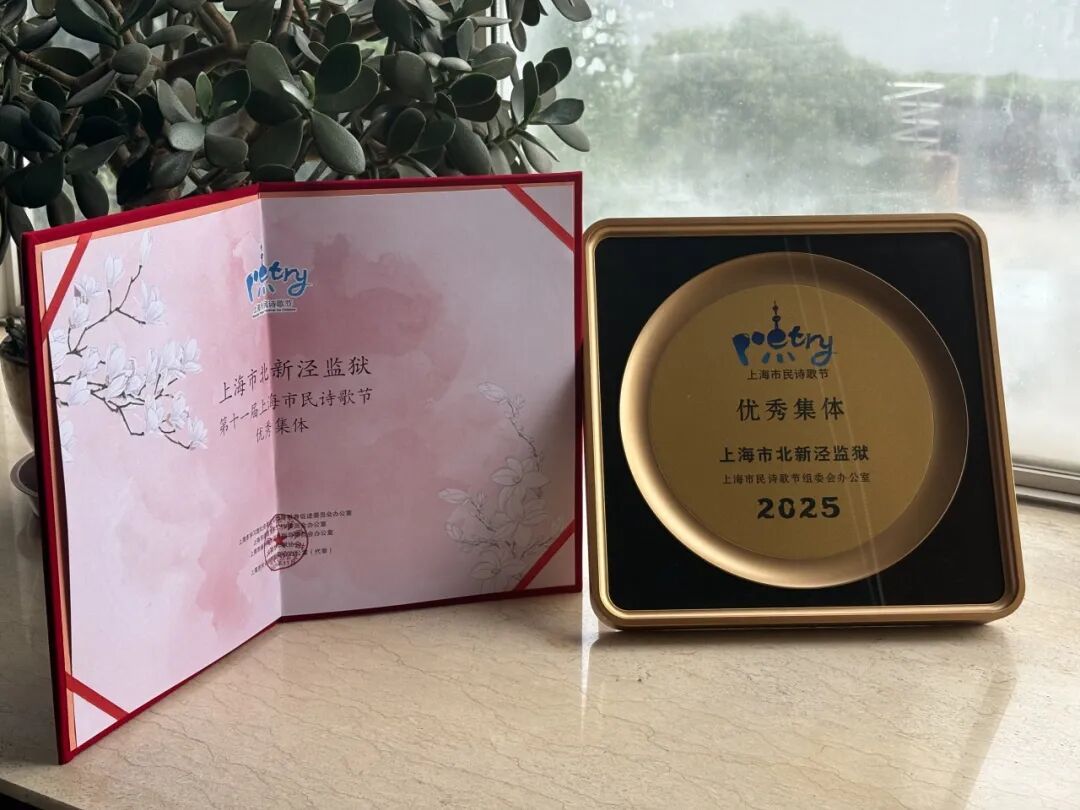 poetry
上海市民诗歌节
上海市北新泾监狱
第十一届上海市民诗歌节
优秀集体
poetry
上海市民诗歌节
优秀集体
上海市北新泾监狱
上海市民诗歌节组委会办公室
2025